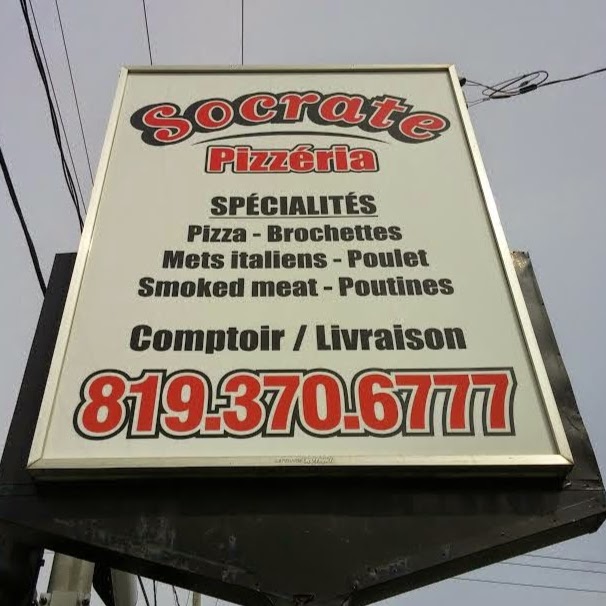 Socrate
Pizzéria
SPÉCIALITÉS
Pizza - Brochettes
Mets italiens - Poulet
Smoked meat - Poutines
Comptoir / Livraison
819.370.6777